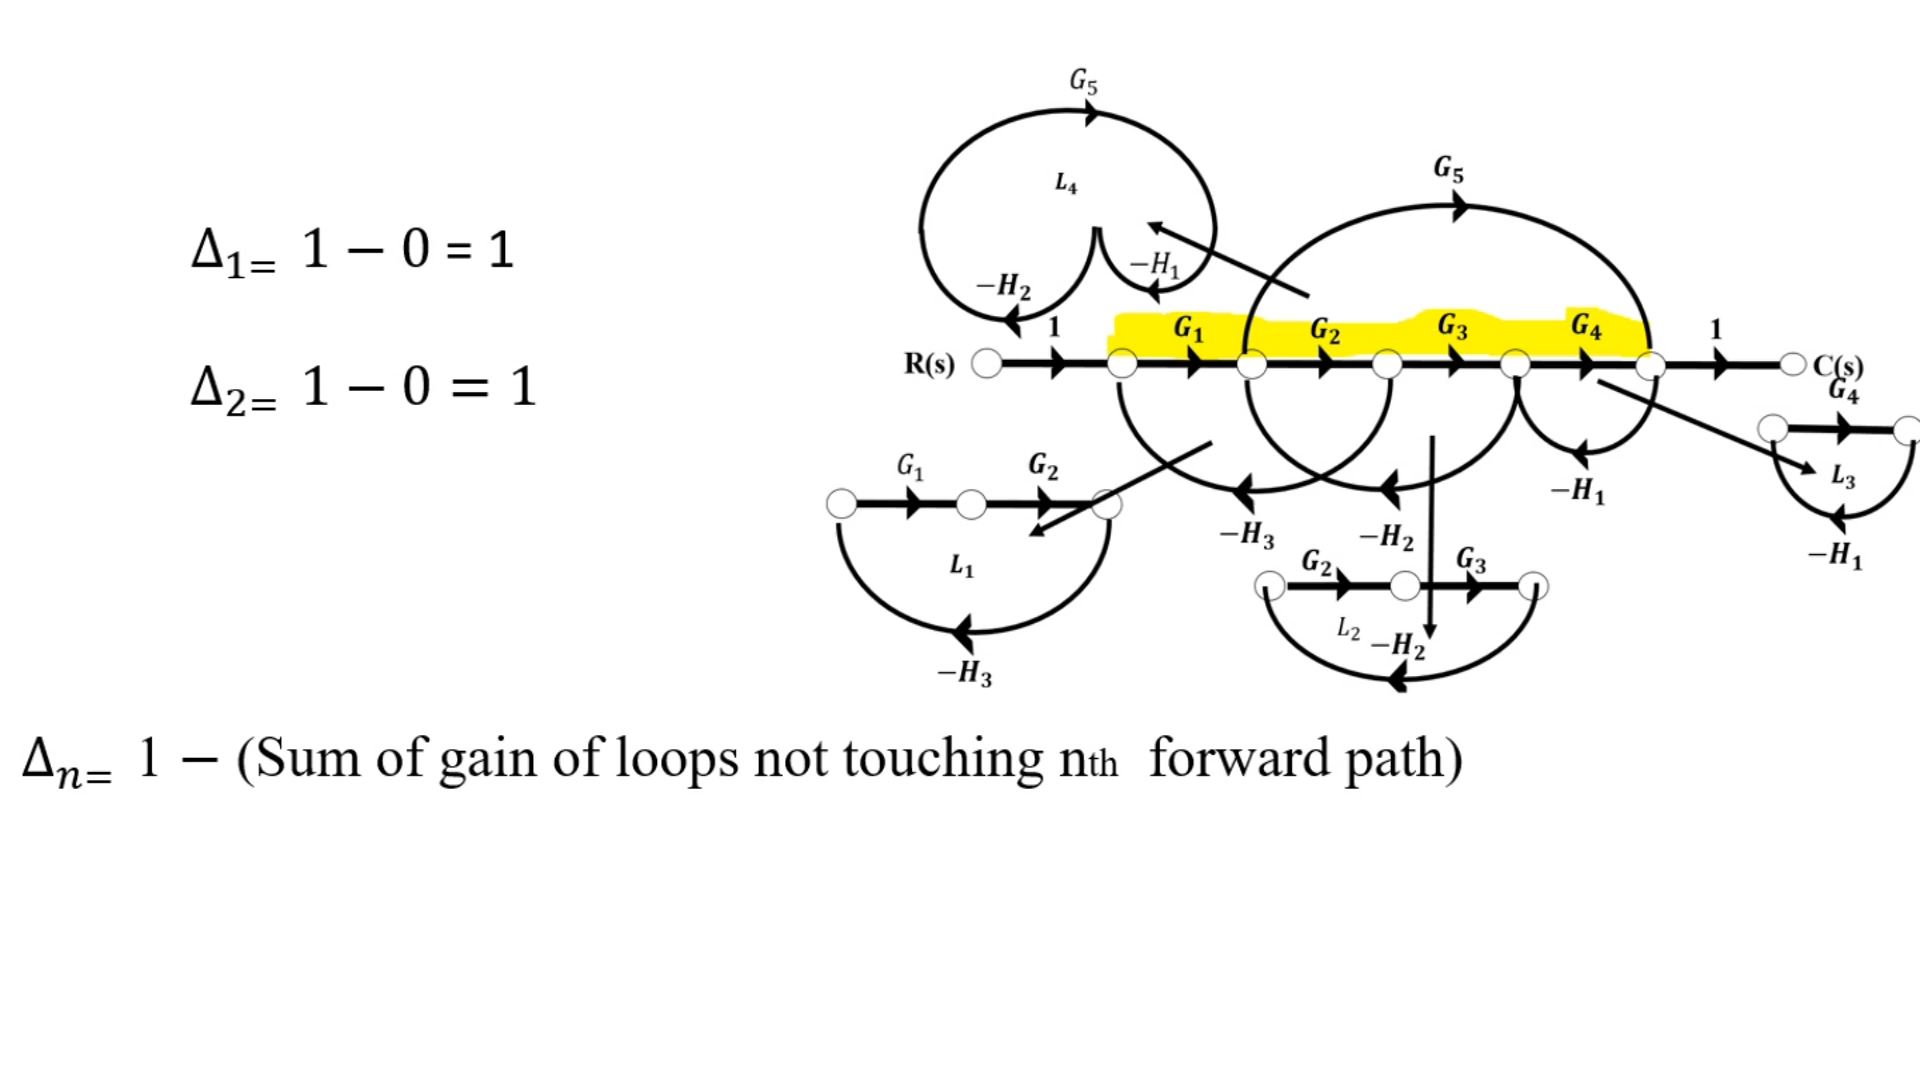 Δ₁₌ 1 − 0 = 1
Δ₂₌ 1 − 0 = 1
G₅
L₄
−H₁
−H₂
G₅
R(s) 1 G₁ G₂ G₃ G₄ 1 C(s)
−H₃
−H₂
−H₁
G₁ G₂
L₁
−H₃
G₂ G₃
L₂
−H₂
G₄
L₃
−H₁
Δₙ₌ 1 − (Sum of gain of loops not touching nth forward path)